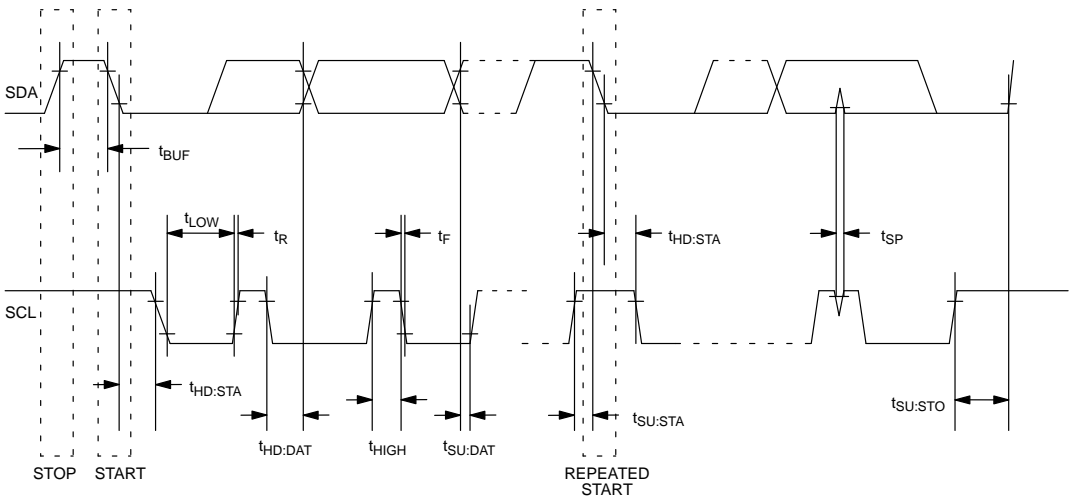 SDA
tBUF
tLOW
tR
tF
tHD:STA
tSP
SCL
tHD:STA
tHD:DAT
tHIGH
tSU:DAT
tSU:STA
tSU:STO
STOP
START
REPEATED
START